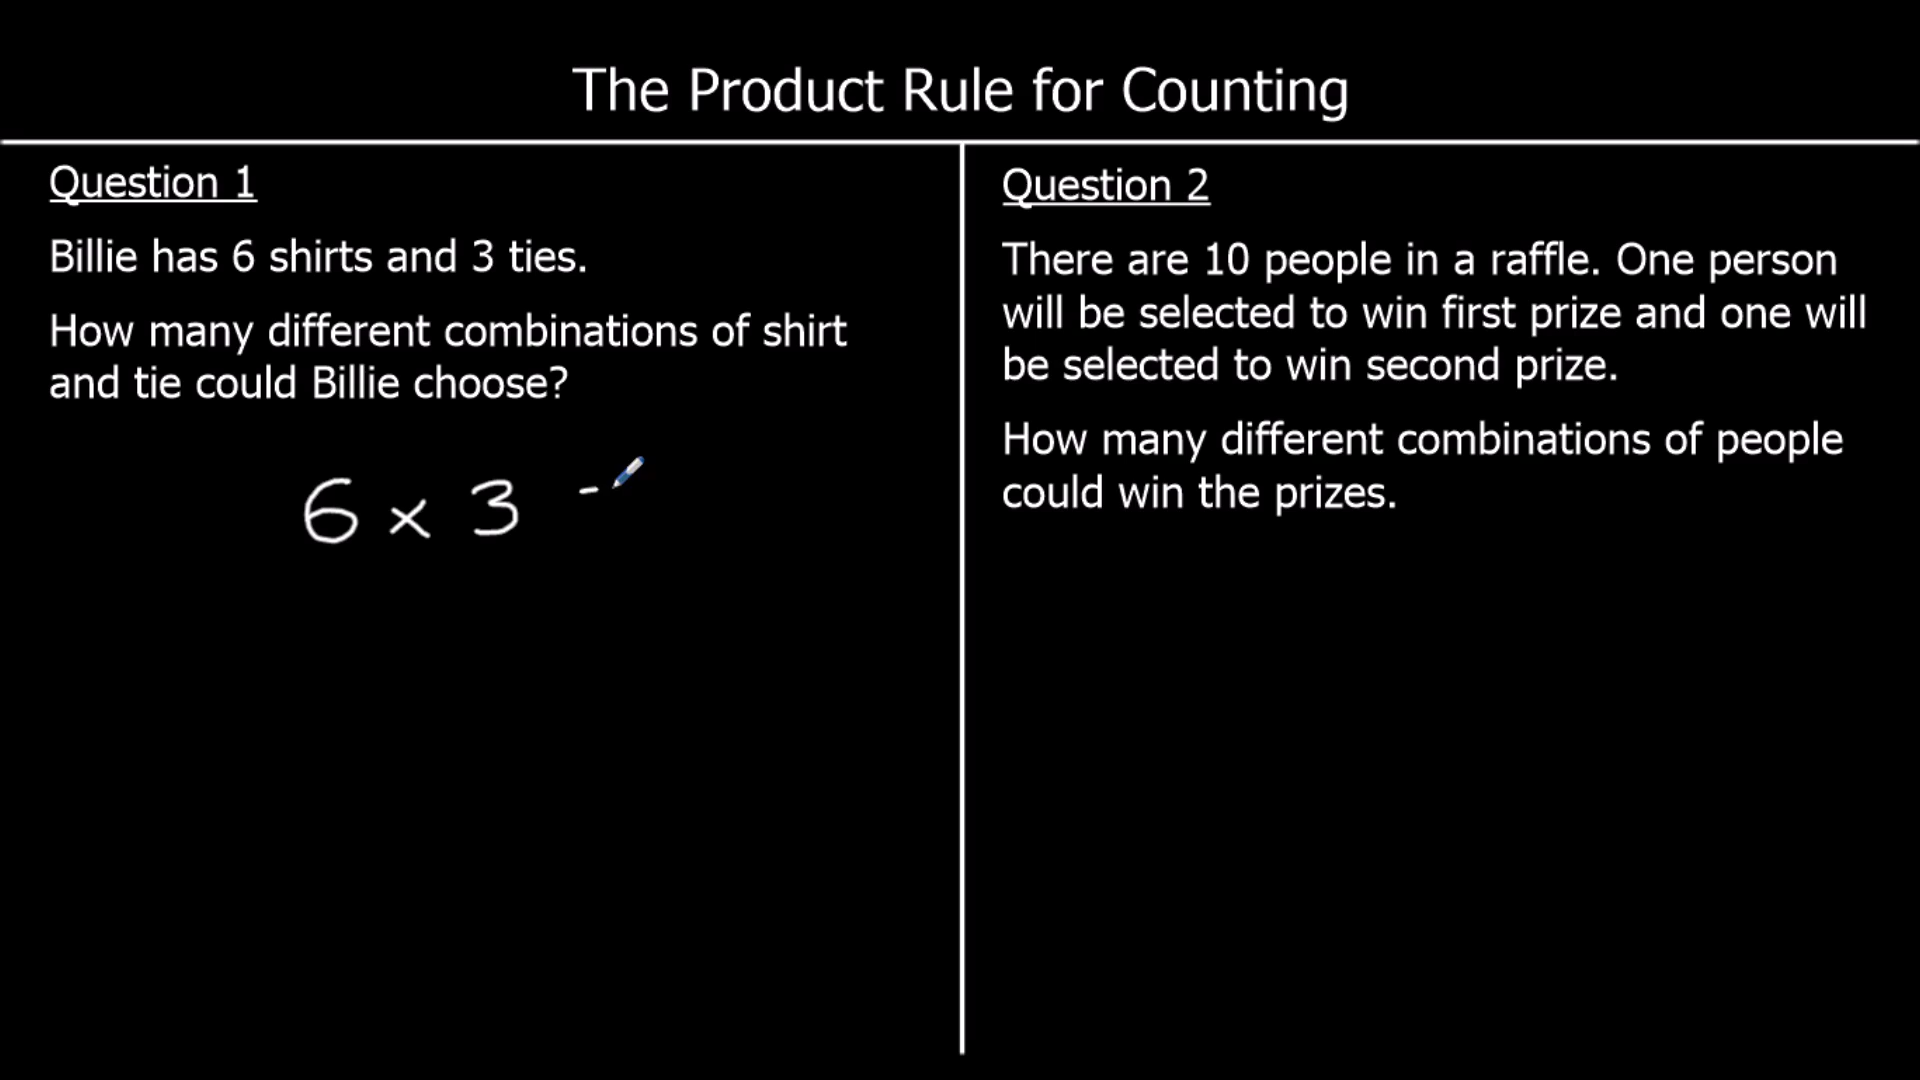 The Product Rule for Counting
Question 1
Billie has 6 shirts and 3 ties.
How many different combinations of shirt
and tie could Billie choose?
6 × 3 -
Question 2
There are 10 people in a raffle. One person
will be selected to win first prize and one will
be selected to win second prize.
How many different combinations of people
could win the prizes.